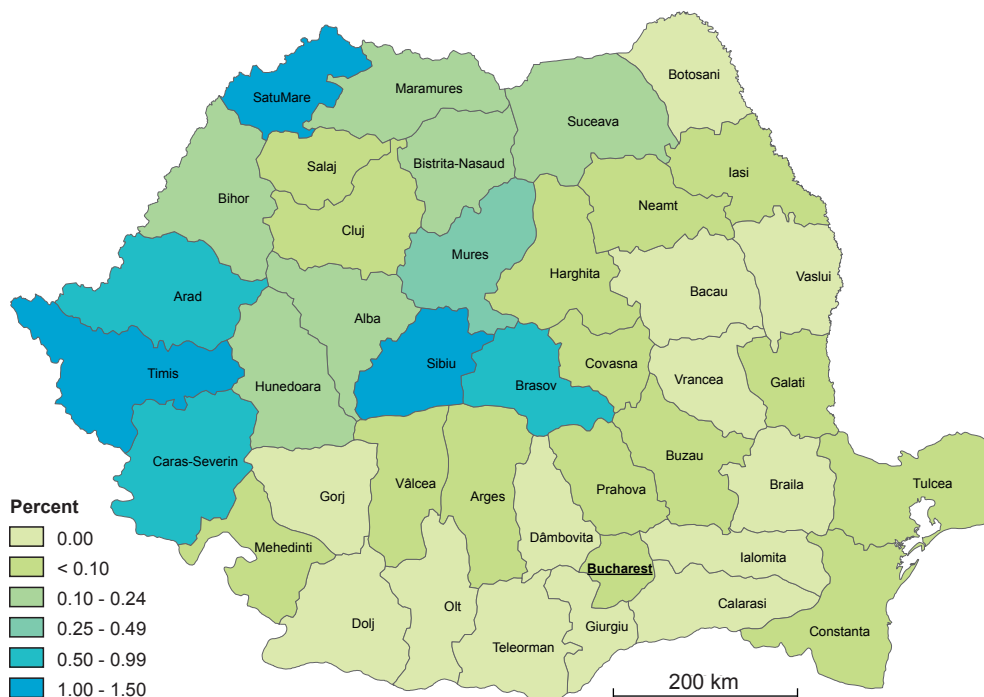 Botosani
SatuMare
Maramures
Suceava
Salaj
Bistrita-Nasaud
Iasi
Bihor
Neamt
Cluj
Mures
Harghita
Vaslui
Arad
Bacau
Alba
Timis
Sibiu
Covasna
Hunedoara
Brasov
Vrancea
Galati
Caras-Severin
Buzau
Tulcea
Gorj
Vâlcea
Arges
Prahova
Braila
Percent
0.00
Mehedinti
Dâmbovita
Ialomita
< 0.10
Bucharest
0.10 - 0.24
Olt
Calarasi
Dolj
Giurgiu
Constanta
0.25 - 0.49
Teleorman
0.50 - 0.99
200 km
1.00 - 1.50